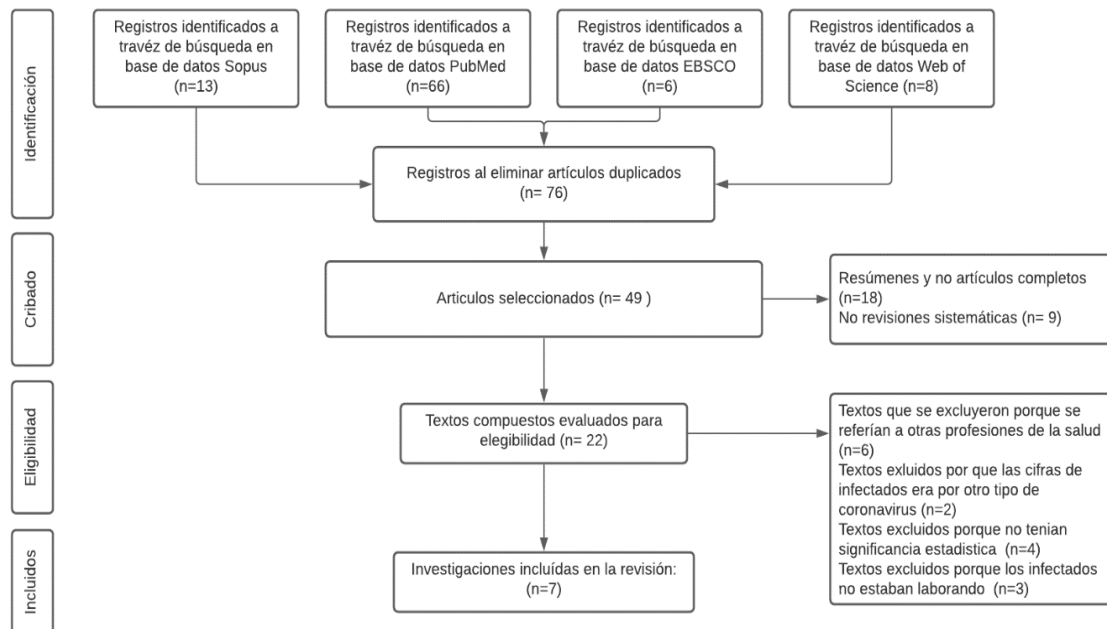 Identificación
Registros identificados a
travéz de búsqueda en
base de datos Sopus
(n=13)
Registros identificados a
travéz de búsqueda en
base de datos PubMed
(n=66)
Registros identificados a
travéz de búsqueda en
base de datos EBSCO
(n=6)
Registros identificados a
travéz de búsqueda en
base de datos Web of
Science (n=8)
Registros al eliminar artículos duplicados
(n= 76)
Cribado
Articulos seleccionados (n= 49 )
Resúmenes y no artículos completos
(n=18)
No revisiones sistemáticas (n= 9)
Eligibilidad
Textos compuestos evaluados para
elegibilidad (n= 22)
Textos que se excluyeron porque se
referían a otras profesiones de la salud
(n=6)
Textos exluidos por que las cifras de
infectados era por otro tipo de
coronavirus (n=2)
Textos excluidos porque no tenian
significancia estadistica (n=4)
Textos excluidos porque los infectados
no estaban laborando (n=3)
Incluidos
Investigaciones incluídas en la revisión:
(n=7)